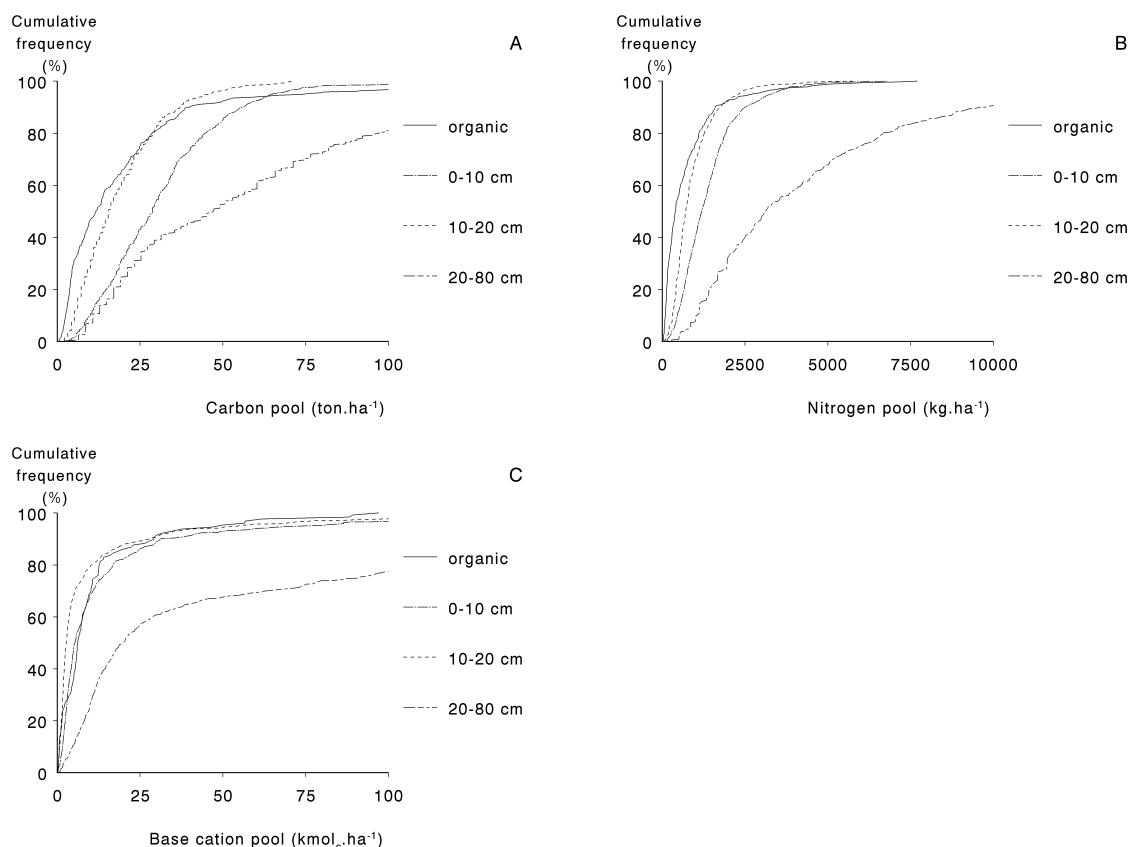 Cumulative
frequency
(%)
A
100
80
60
40
20
0
0 25 50 75 100
Carbon pool (ton.ha⁻¹)
organic
0-10 cm
10-20 cm
20-80 cm
Cumulative
frequency
(%)
B
100
80
60
40
20
0
0 2500 5000 7500 10000
Nitrogen pool (kg.ha⁻¹)
organic
0-10 cm
10-20 cm
20-80 cm
Cumulative
frequency
(%)
C
100
80
60
40
20
0
0 25 50 75 100
Base cation pool (kmol꜀.ha⁻¹)
organic
0-10 cm
10-20 cm
20-80 cm